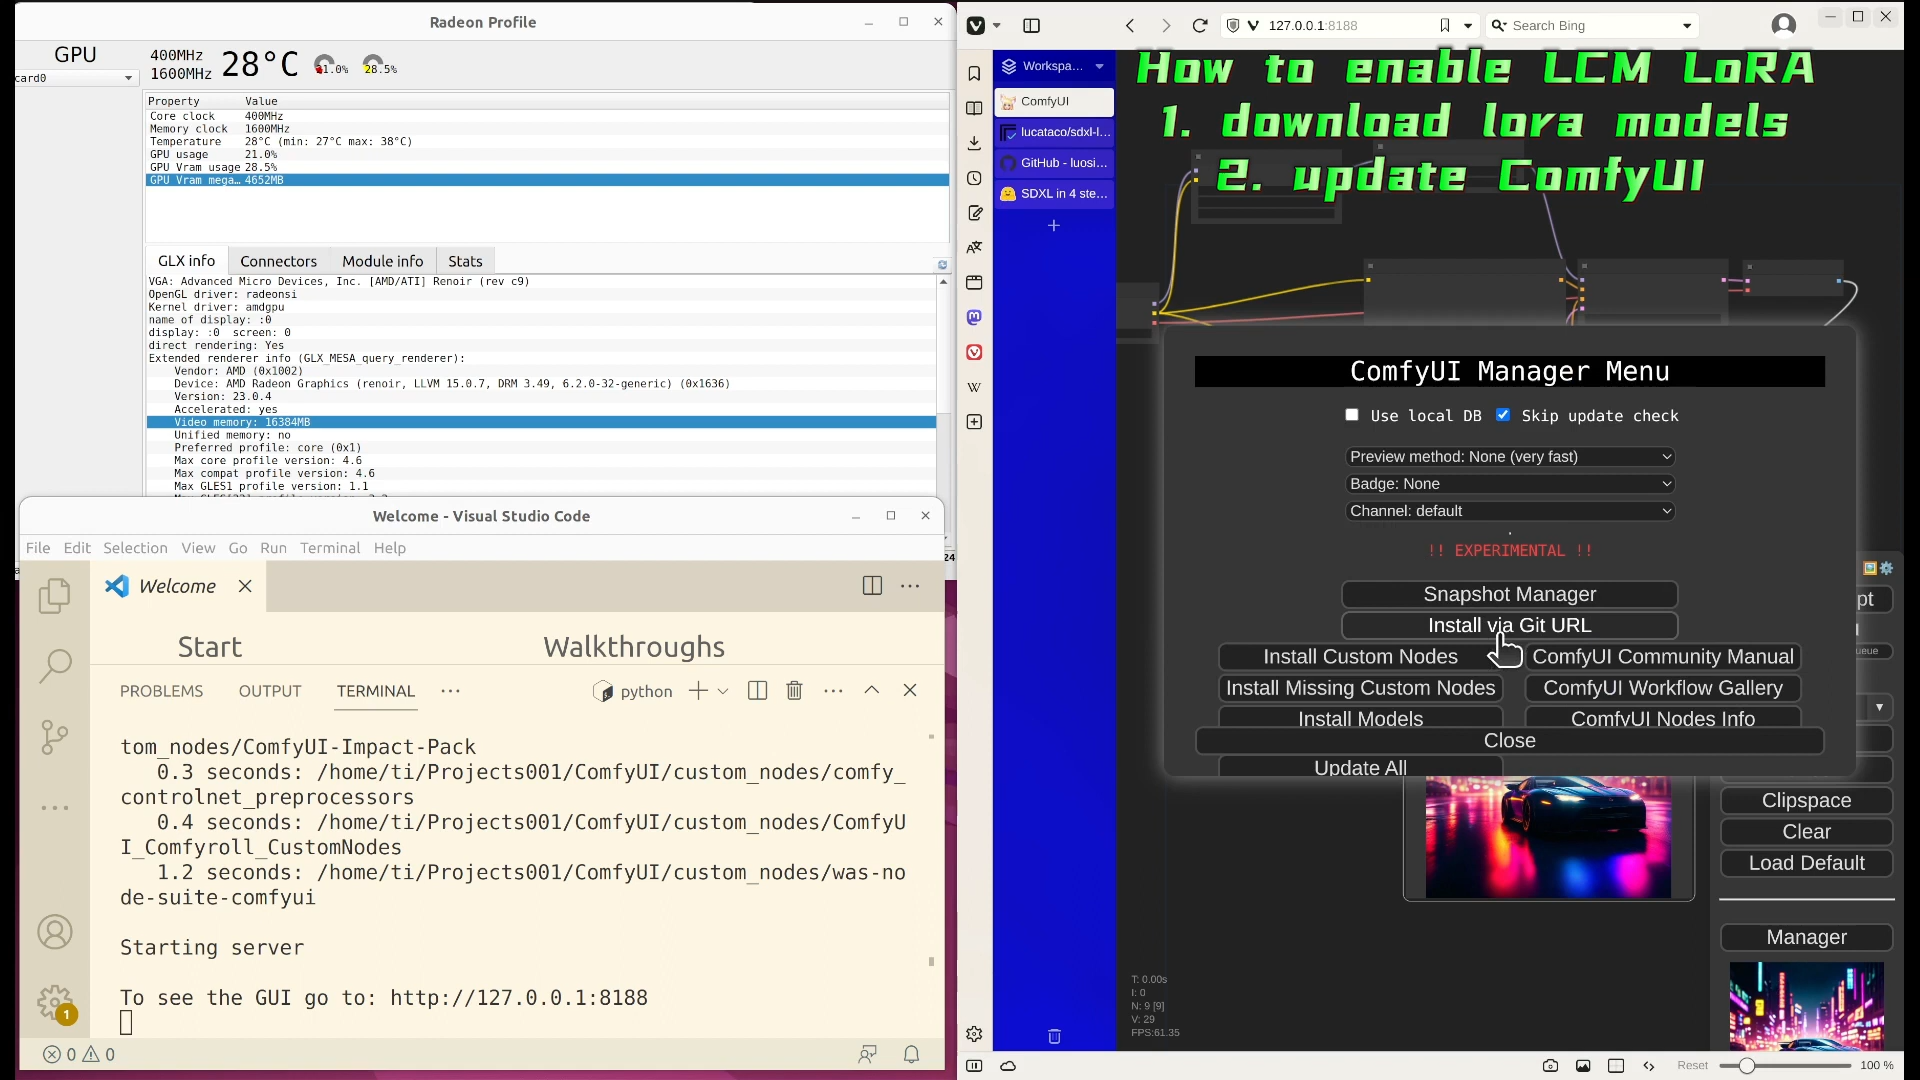 Radeon Profile
GPU
card0
400MHz
1600MHz
28°C
28.5%
Property Value
Core clock 400MHz
Memory clock 1600MHz
Temperature 28°C (min: 27°C max: 38°C)
GPU usage 21.0%
GPU Vram usage 28.5%
GPU Vram mega… 4652MB
GLX info Connectors Module info Stats
VGA: Advanced Micro Devices, Inc. [AMD/ATI] Renoir (rev c9)
OpenGL driver: radeonsi
Kernel driver: amdgpu
name of display: :0
display: :0 screen: 0
direct rendering: Yes
Extended renderer info (GLX_MESA_query_renderer):
Vendor: AMD (0x1002)
Device: AMD Radeon Graphics (renoir, LLVM 15.0.7, DRM 3.49, 6.2.0-32-generic) (0x1636)
Version: 23.0.4
Accelerated: yes
Video memory: 16384MB
Unified memory: no
Preferred profile: core (0x1)
Max core profile version: 4.6
Max compat profile version: 4.6
Max GLES1 profile version: 1.1
24
Welcome - Visual Studio Code
File Edit Selection View Go Run Terminal Help
Welcome
Start Walkthroughs
PROBLEMS OUTPUT TERMINAL ··· python
tom_nodes/ComfyUI-Impact-Pack
0.3 seconds: /home/ti/Projects001/ComfyUI/custom_nodes/comfy_
controlnet_preprocessors
0.4 seconds: /home/ti/Projects001/ComfyUI/custom_nodes/ComfyU
I_Comfyroll_CustomNodes
1.2 seconds: /home/ti/Projects001/ComfyUI/custom_nodes/was-no
de-suite-comfyui
Starting server
To see the GUI go to: http://127.0.0.1:8188
1
0 0
127.0.0.1:8188
Search Bing
Workspa…
ComfyUI
lucataco/sdxl-l…
GitHub - luosi…
SDXL in 4 ste…
How to enable LCM LoRA
1. download lora models
2. update ComfyUI
ComfyUI Manager Menu
Use local DB Skip update check
Preview method: None (very fast)
Badge: None
Channel: default
!! EXPERIMENTAL !!
Snapshot Manager
Install via Git URL
Install Custom Nodes ComfyUI Community Manual
Install Missing Custom Nodes ComfyUI Workflow Gallery
Install Models ComfyUI Nodes Info
Close
Update All
pt
ueue
Clipspace
Clear
Load Default
Manager
T: 0.00s
I: 0
N: 9 [9]
V: 29
FPS:61.35
Reset 100 %